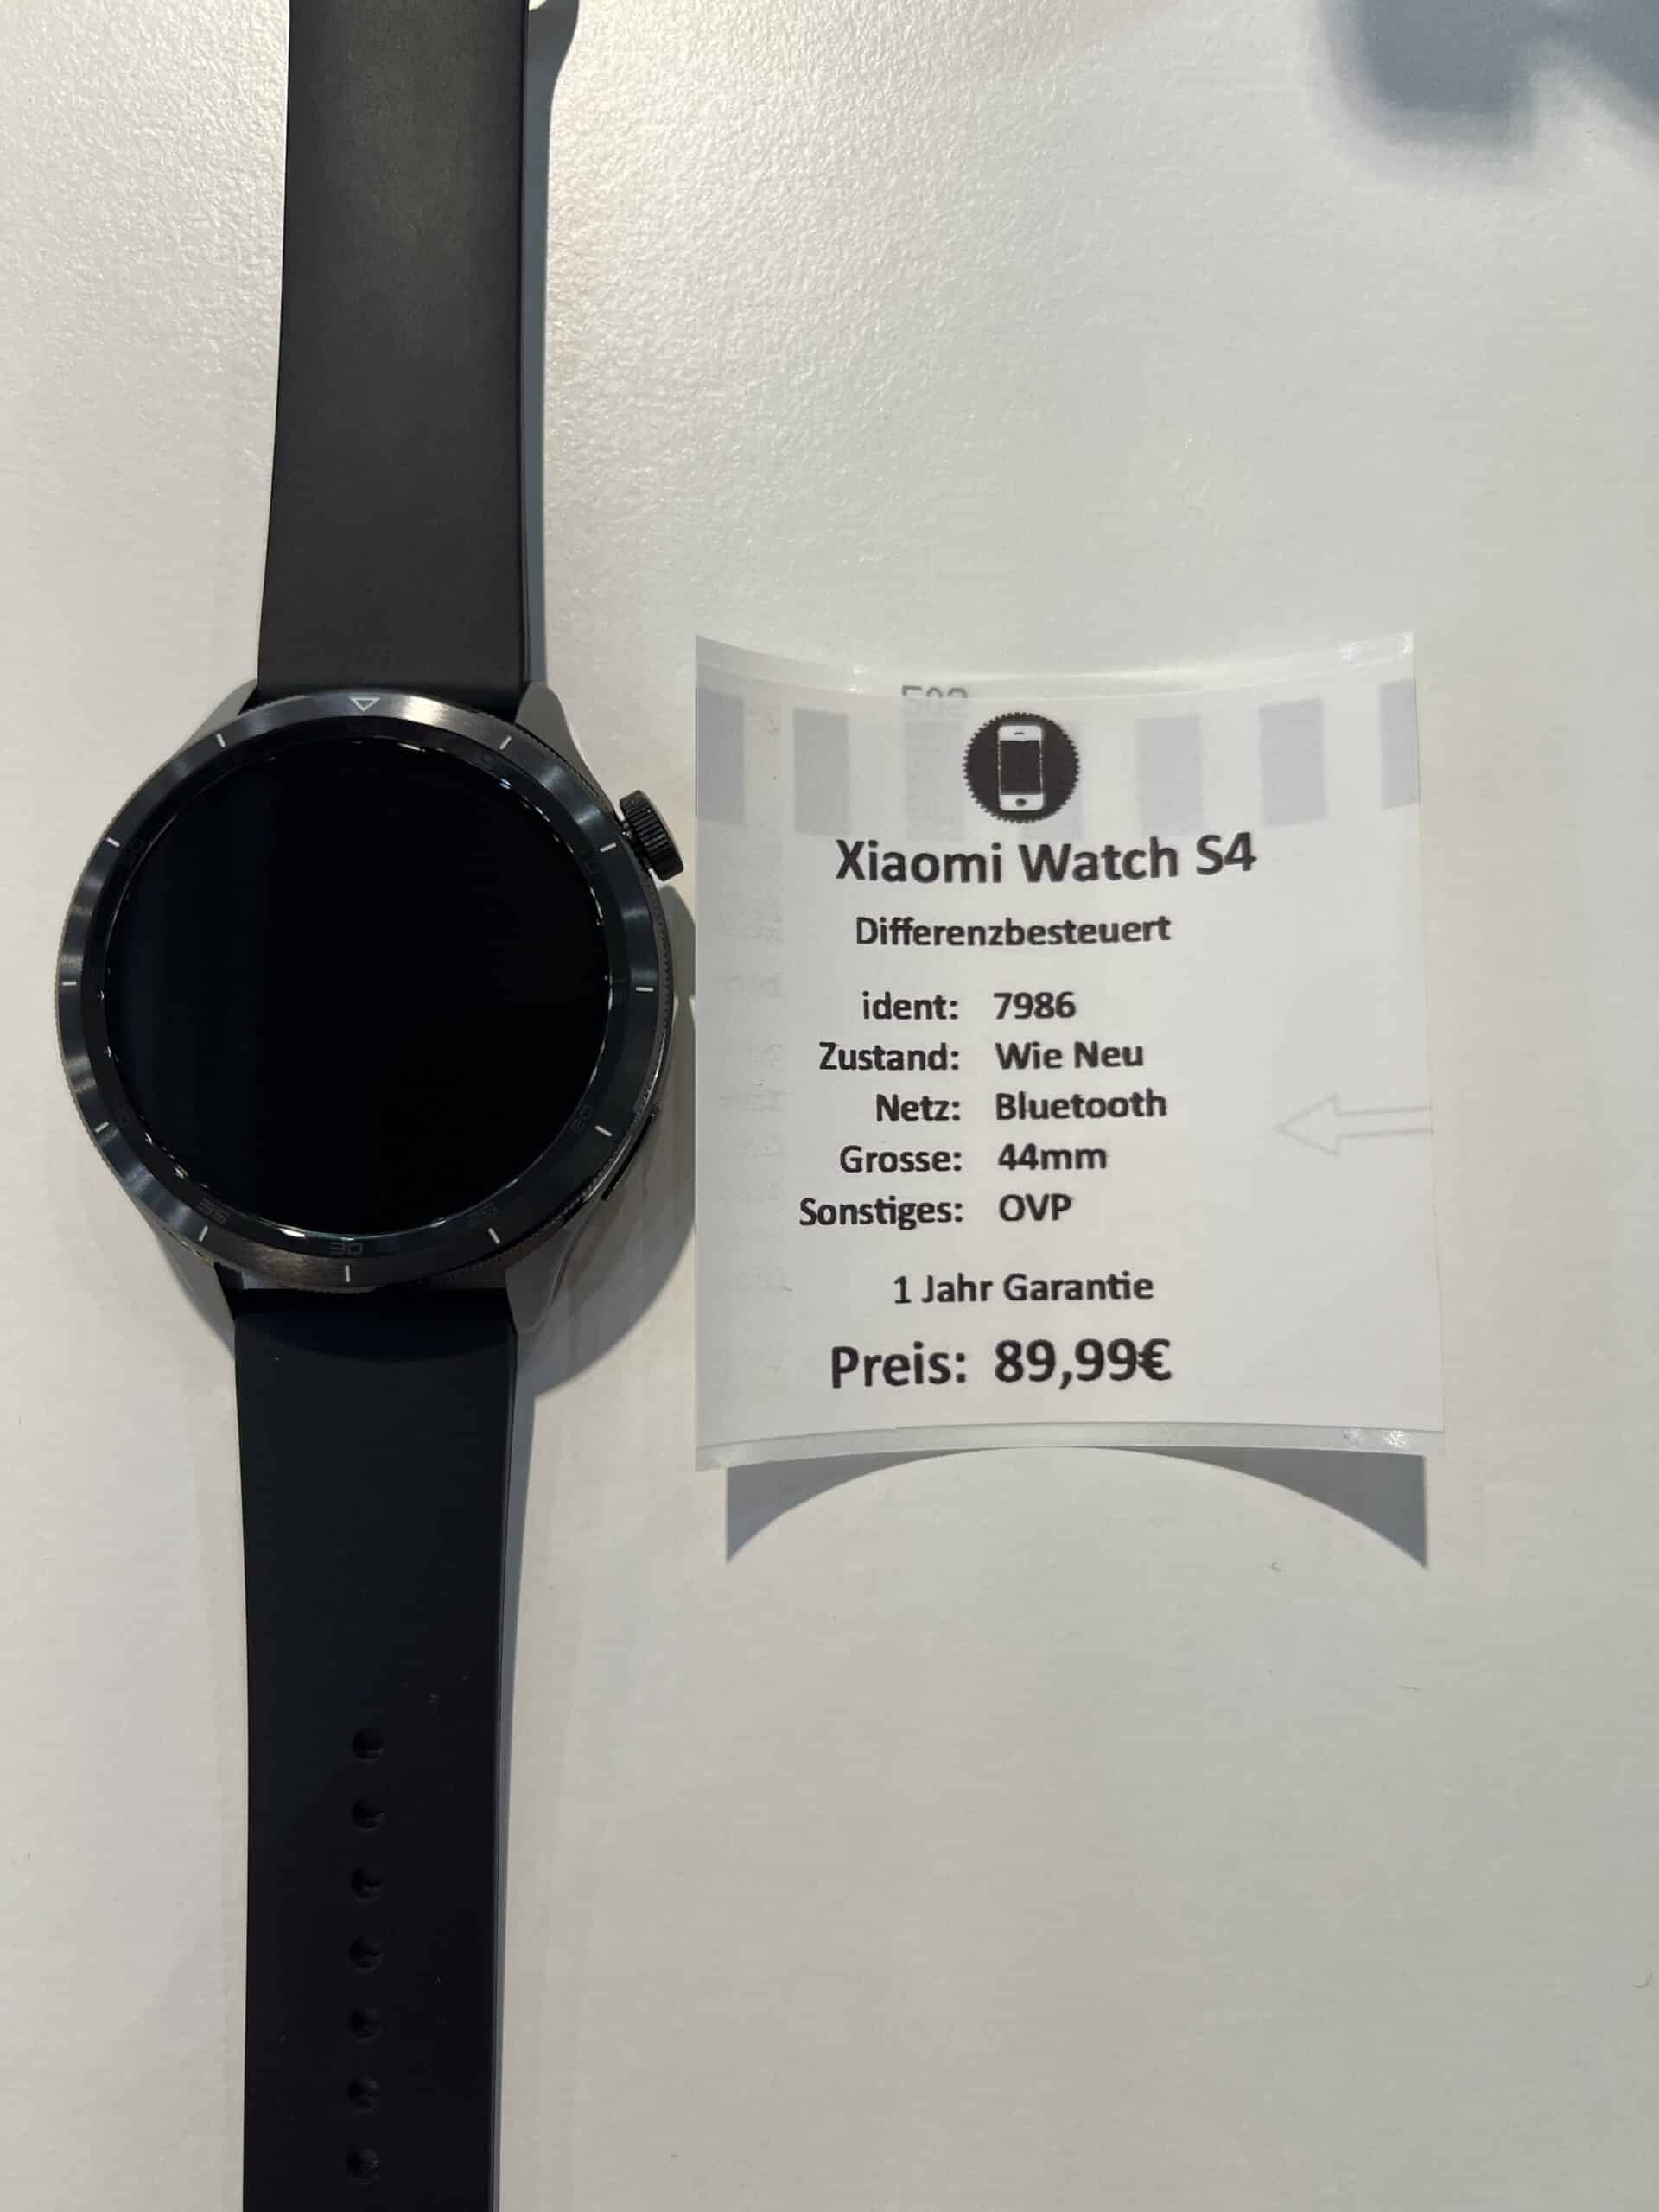 Xiaomi Watch S4
Differenzbesteuert
ident: 7986
Zustand: Wie Neu
Netz: Bluetooth
Grosse: 44mm
Sonstiges: OVP
1 Jahr Garantie
Preis: 89,99€